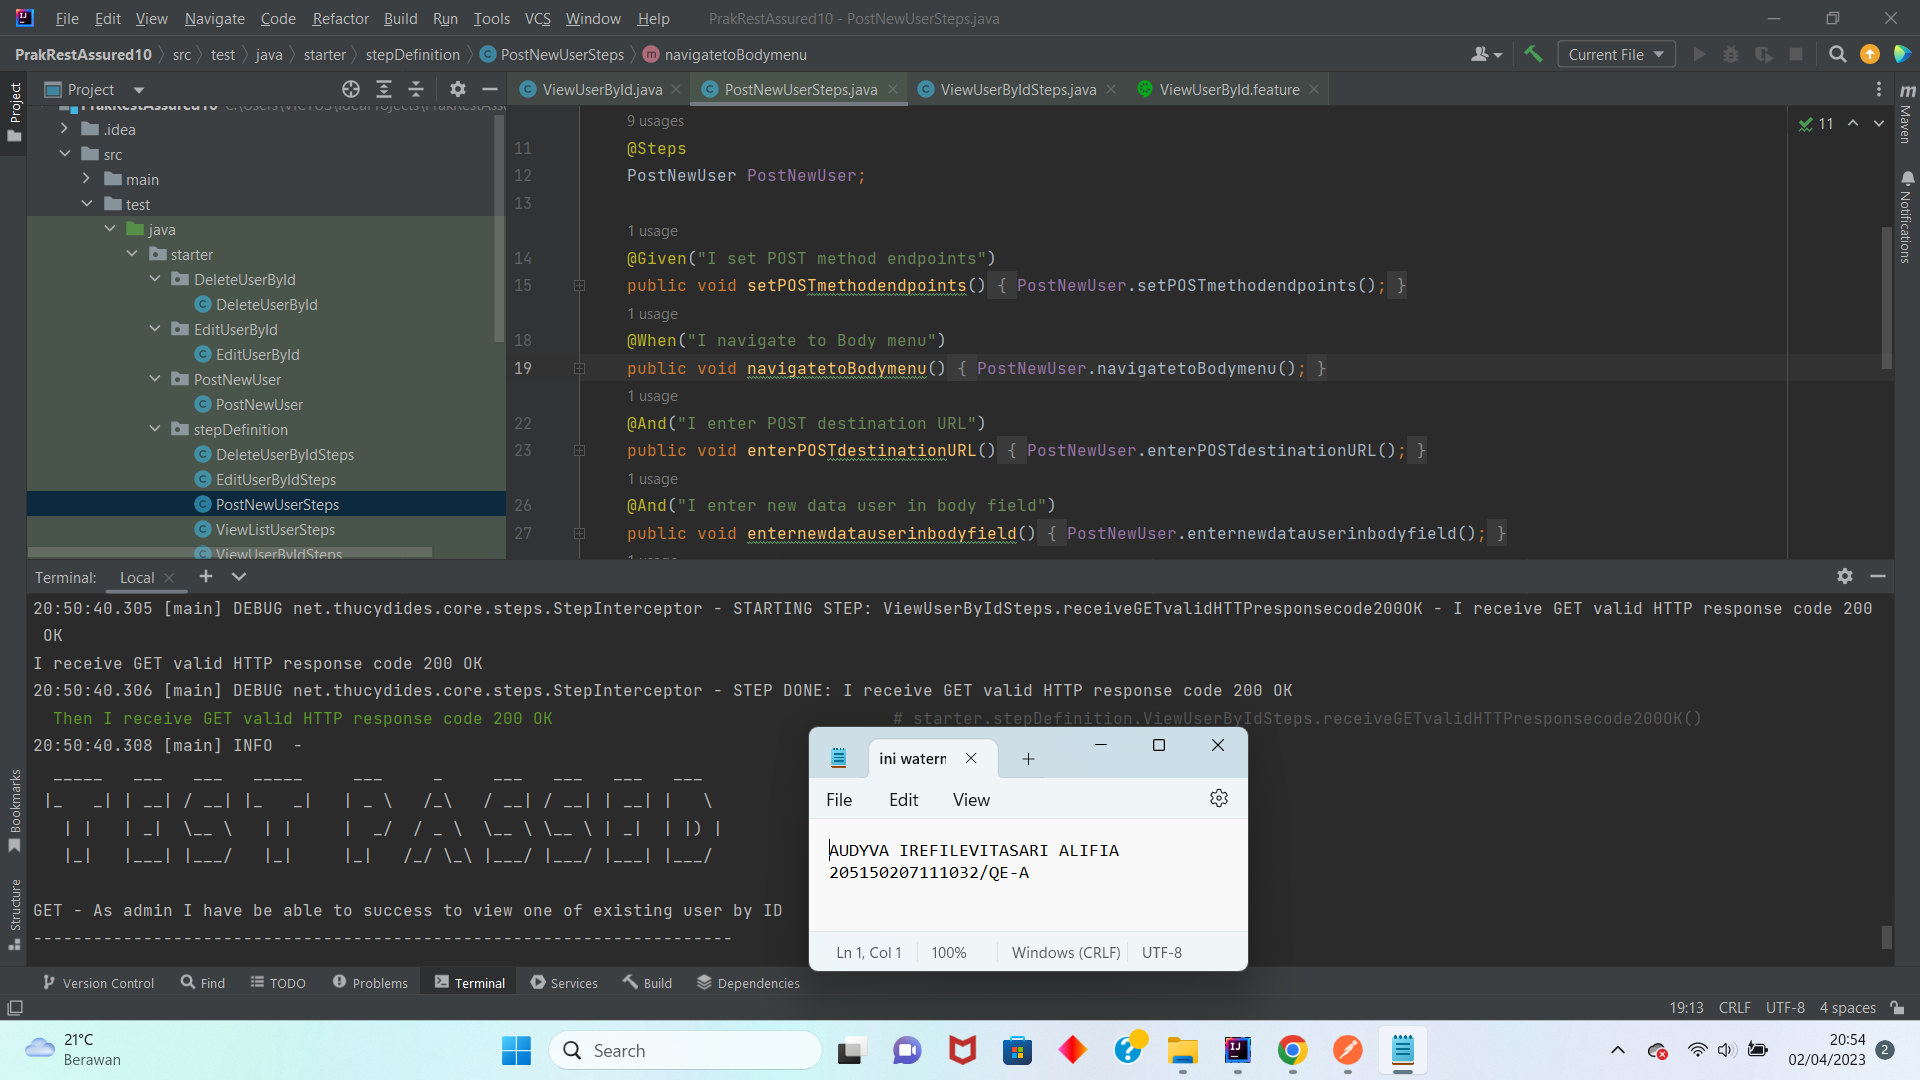 File Edit View Navigate Code Refactor Build Run Tools VCS Window Help PrakRestAssured10 - PostNewUserSteps.java
PrakRestAssured10 src test java starter stepDefinition PostNewUserSteps navigatetoBodymenu Current File
Project
ViewUserById.java PostNewUserSteps.java ViewUserByIdSteps.java ViewUserById.feature
Project
.idea
src
main
test
java
starter
DeleteUserById
DeleteUserById
EditUserById
EditUserById
PostNewUser
PostNewUser
stepDefinition
DeleteUserByIdSteps
EditUserByIdSteps
PostNewUserSteps
ViewListUserSteps
ViewUserByIdSteps
9 usages
11 @Steps
12 PostNewUser PostNewUser;
13
1 usage
14 @Given("I set POST method endpoints")
15 public void setPOSTmethodendpoints() { PostNewUser.setPOSTmethodendpoints(); }
1 usage
18 @When("I navigate to Body menu")
19 public void navigatetoBodymenu() { PostNewUser.navigatetoBodymenu(); }
1 usage
22 @And("I enter POST destination URL")
23 public void enterPOSTdestinationURL() { PostNewUser.enterPOSTdestinationURL(); }
1 usage
26 @And("I enter new data user in body field")
27 public void enternewdatauserinbodyfield() { PostNewUser.enternewdatauserinbodyfield(); }
11
Maven
Notifications
Terminal: Local
20:50:40.305 [main] DEBUG net.thucydides.core.steps.StepInterceptor - STARTING STEP: ViewUserByIdSteps.receiveGETvalidHTTPresponsecode200OK - I receive GET valid HTTP response code 200
OK
I receive GET valid HTTP response code 200 OK
20:50:40.306 [main] DEBUG net.thucydides.core.steps.StepInterceptor - STEP DONE: I receive GET valid HTTP response code 200 OK
Then I receive GET valid HTTP response code 200 OK # starter.stepDefinition.ViewUserByIdSteps.receiveGETvalidHTTPresponsecode200OK()
20:50:40.308 [main] INFO -
TEST PASSED
GET - As admin I have be able to success to view one of existing user by ID
----------------------------------------------------------------------
Bookmarks
Structure
ini watern
File Edit View
AUDYVA IREFILEVITASARI ALIFIA
205150207111032/QE-A
Ln 1, Col 1 100% Windows (CRLF) UTF-8
Version Control Find TODO Problems Terminal Services Build Dependencies
19:13 CRLF UTF-8 4 spaces
21°C
Berawan
Search
20:54
02/04/2023
2